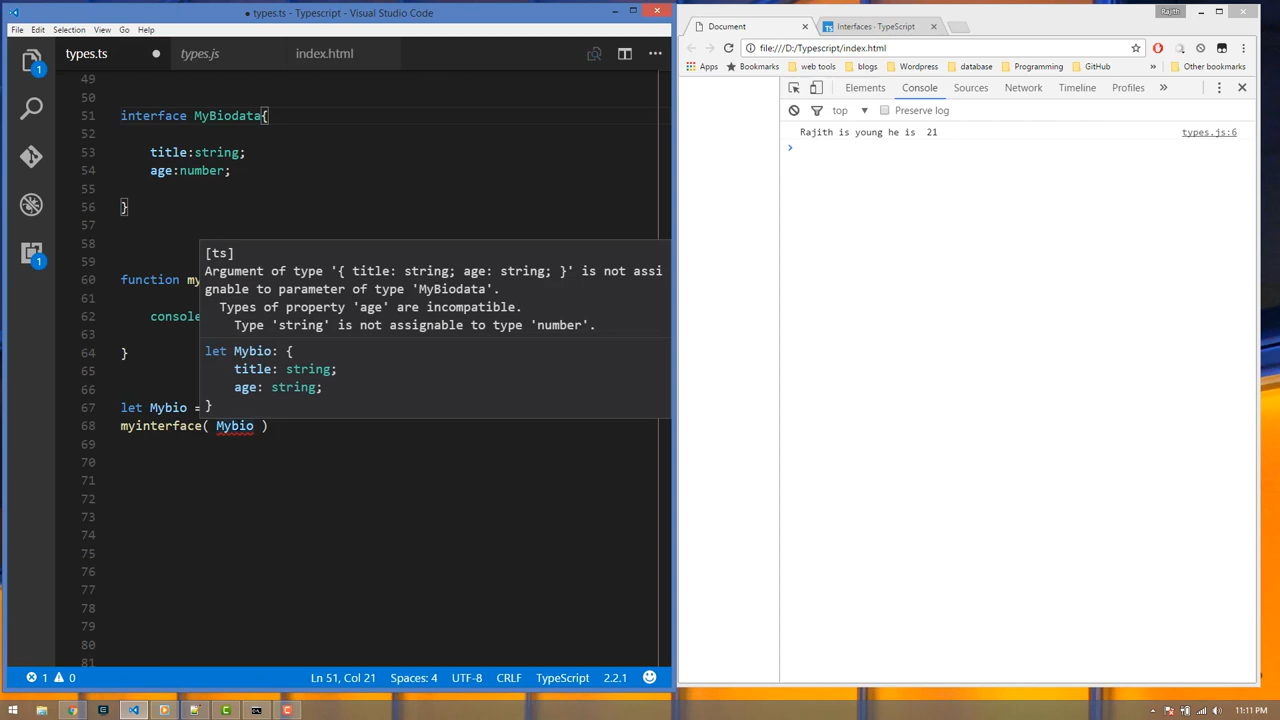 ● types.ts - Typescript - Visual Studio Code
File Edit Selection View Go Help
types.ts types.js index.html
49
50
51 interface MyBiodata{
52
53 title:string;
54 age:number;
55
56 }
57
58
59
60 function my
61
62 console
63
64 }
65
66
67 let Mybio =
68 myinterface( Mybio )
69
70
71
72
73
74
75
76
77
78
79
80
81
[ts]
Argument of type '{ title: string; age: string; }' is not assi
gnable to parameter of type 'MyBiodata'.
Types of property 'age' are incompatible.
Type 'string' is not assignable to type 'number'.
let Mybio: {
title: string;
age: string;
}
1 0 Ln 51, Col 21 Spaces: 4 UTF-8 CRLF TypeScript 2.2.1
Rajith
Document Interfaces - TypeScript
file:///D:/Typescript/index.html
Apps Bookmarks web tools blogs Wordpress database Programming GitHub » Other bookmarks
Elements Console Sources Network Timeline Profiles »
top Preserve log
Rajith is young he is 21 types.js:6
11:11 PM